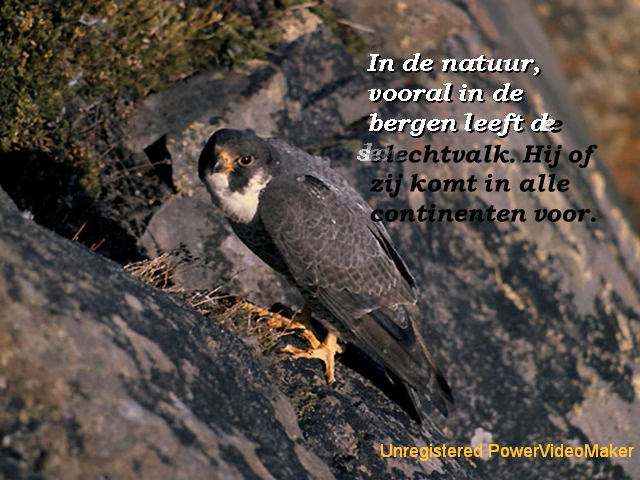 In de natuur,
vooral in de
bergen leeft de
slechtvalk. Hij of
zij komt in alle
continenten voor.
Unregistered PowerVideoMaker